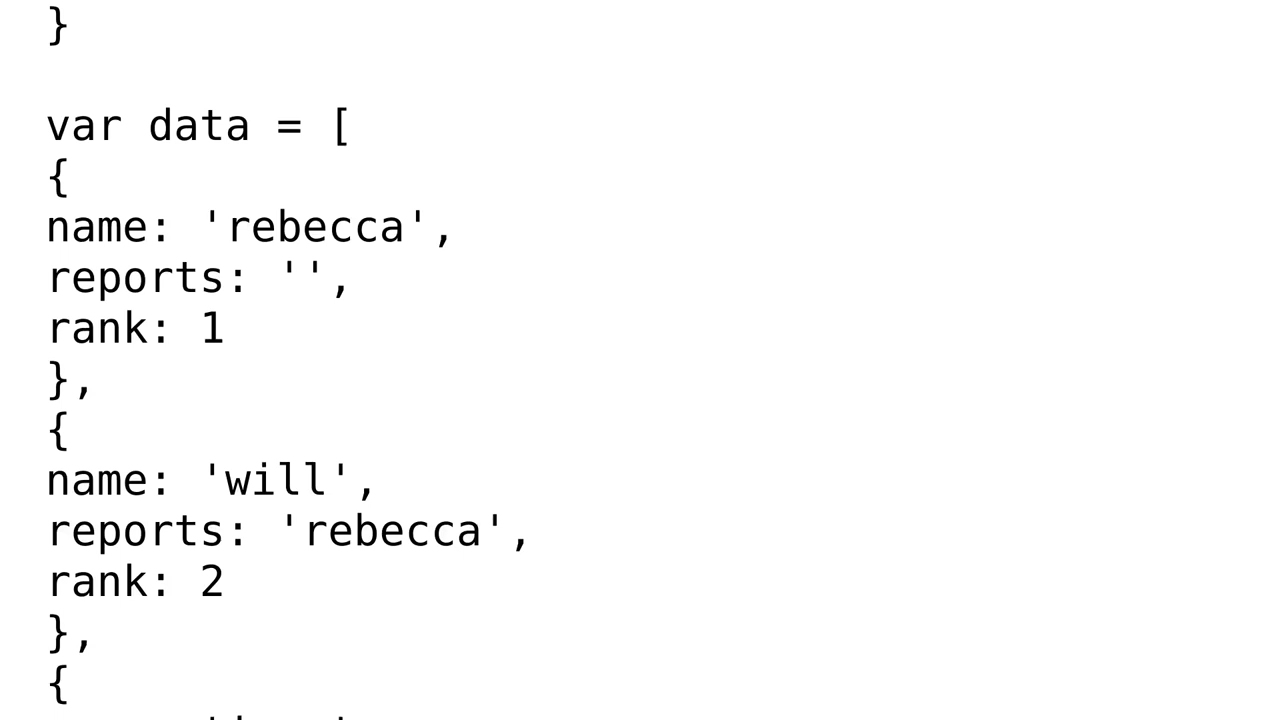 }

var data = [
{
name: 'rebecca',
reports: '',
rank: 1
},
{
name: 'will',
reports: 'rebecca',
rank: 2
},
{